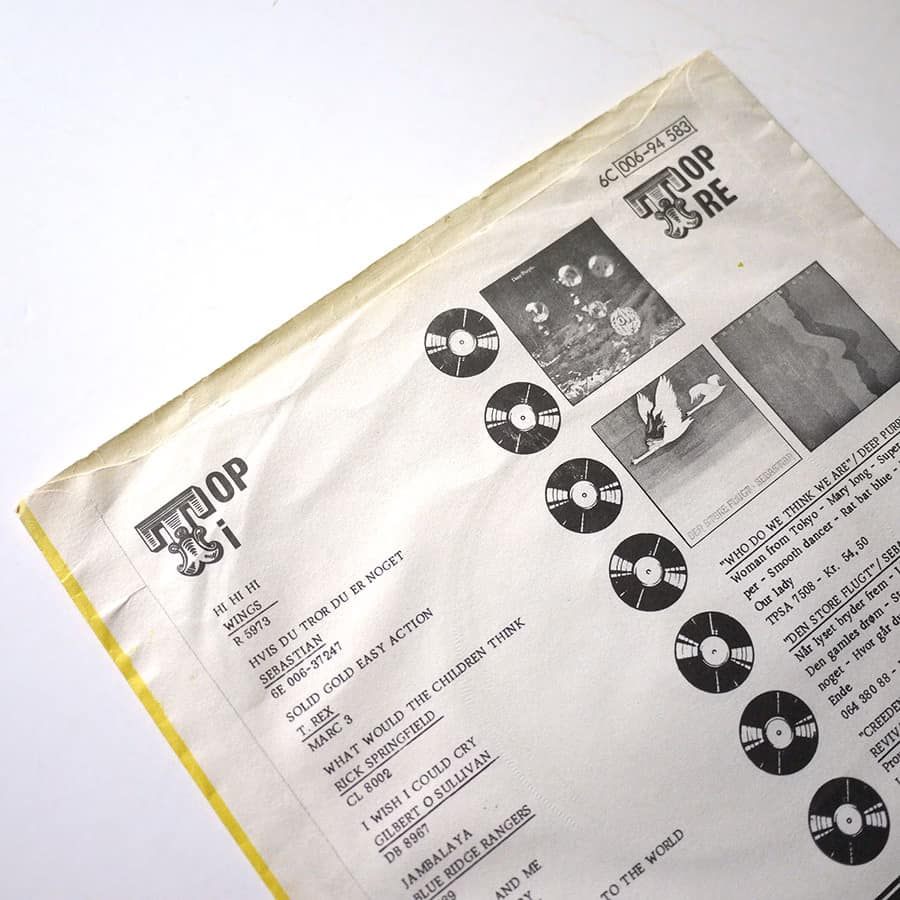 6C 006-94 583
TOP
TRE
Deep Purple
DEN STORE FLUGT - SEBASTIAN
TOP
Ti
HI HI HI
WINGS
R 5973
HVIS DU TROR DU ER NOGET
SEBASTIAN
6E 006-37247
SOLID GOLD EASY ACTION
T. REX
MARC 3
WHAT WOULD THE CHILDREN THINK
RICK SPRINGFIELD
CL 8002
I WISH I COULD CRY
GILBERT O SULLIVAN
DB 8967
JAMBALAYA
BLUE RIDGE RANGERS
AND ME
TO THE WORLD
"WHO DO WE THINK WE ARE"/ DEEP
Woman from Tokyo - Mary long - Super
per - Smooth dancer - Rat bat blue -
Our lady
TPSA 7508 - Kr. 54,50
"DEN STORE FLUGT"/
Når lyset bryder frem -
Den gamles drøm -
noget - Hvor går du
Ende
064 380 88 -